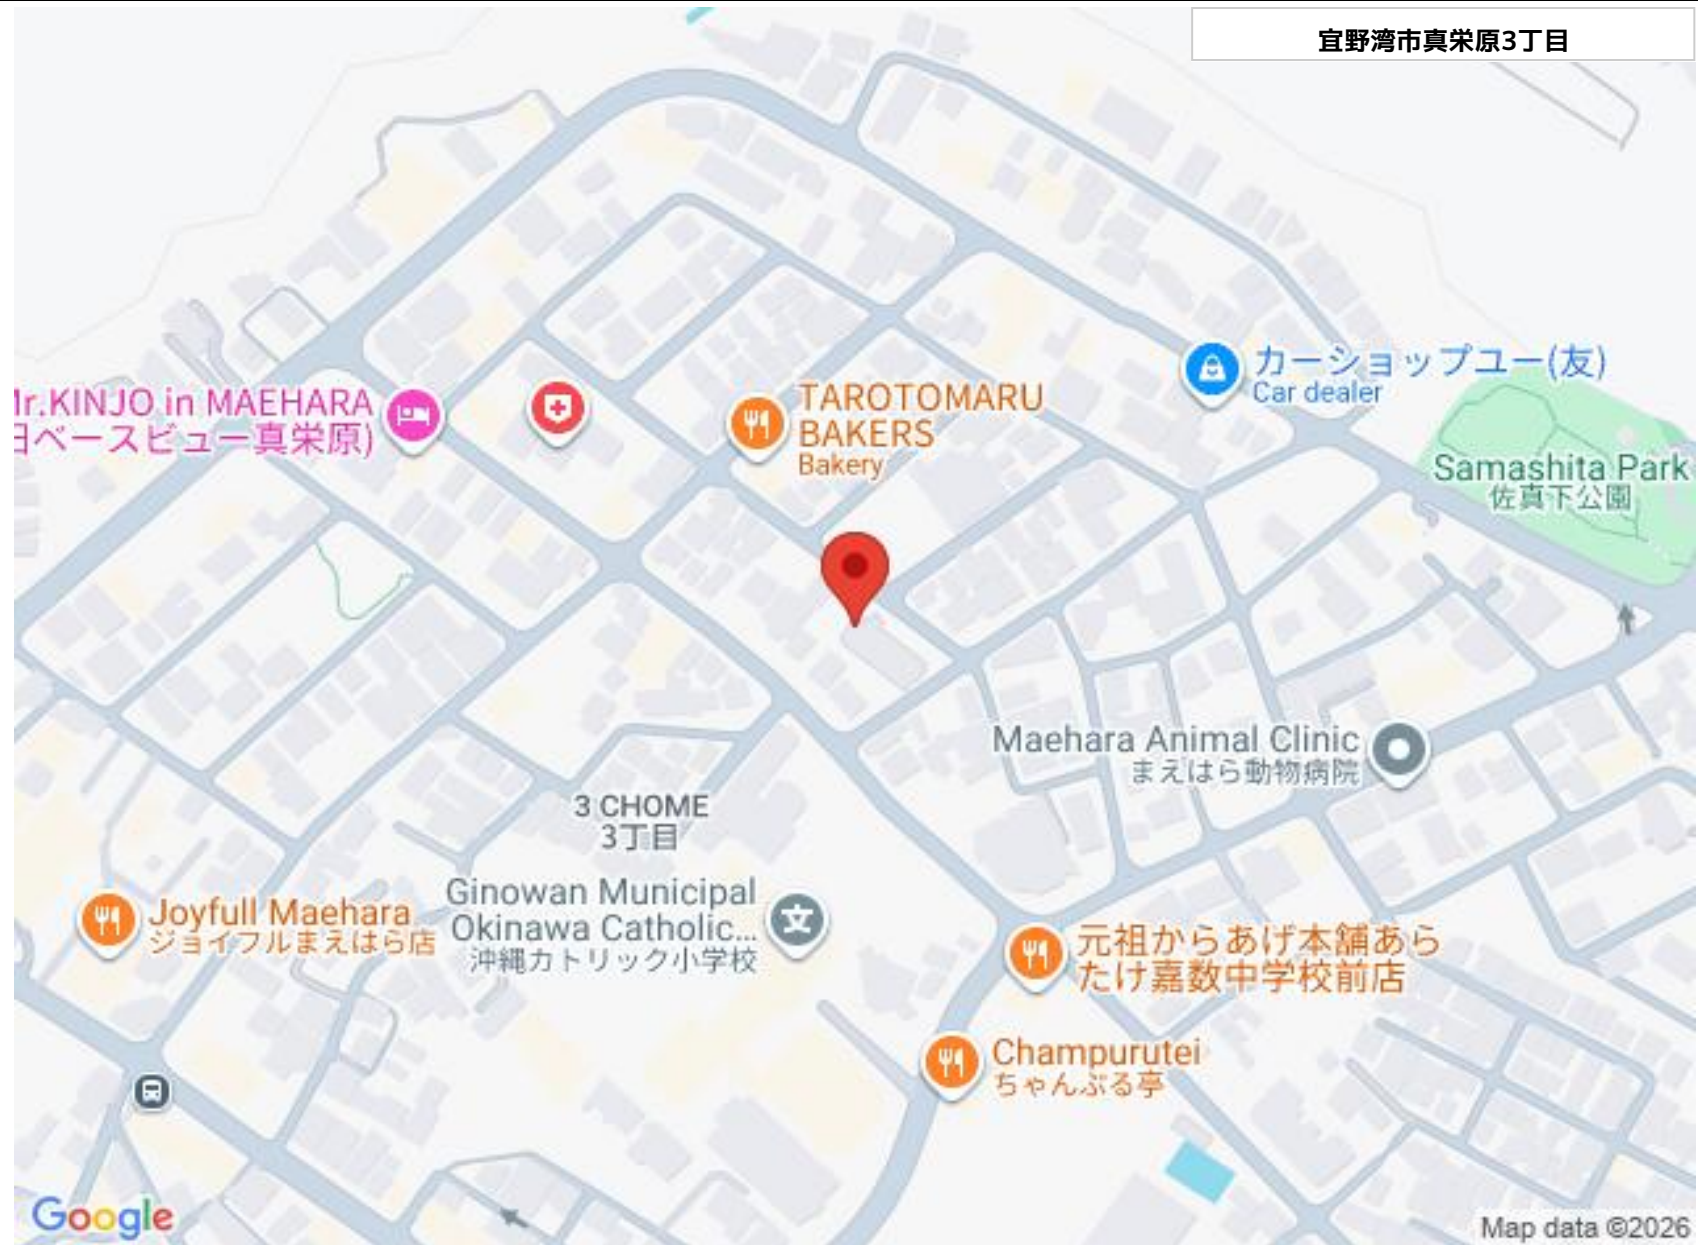 宜野湾市真栄原3丁目
カーショップユー(友)
Car dealer
Mr.KINJO in MAEHARA
旧ベースビュー真栄原)
TAROTOMARU
BAKERS
Bakery
Samashita Park
佐真下公園
Maehara Animal Clinic
まえはら動物病院
3 CHOME
3丁目
Joyfull Maehara
ジョイフルまえはら店
Ginowan Municipal
Okinawa Catholic...
沖縄カトリック小学校
文
元祖からあげ本舗あら
たけ嘉数中学校前店
Champurutei
ちゃんぷる亭
Google
Map data ©2026